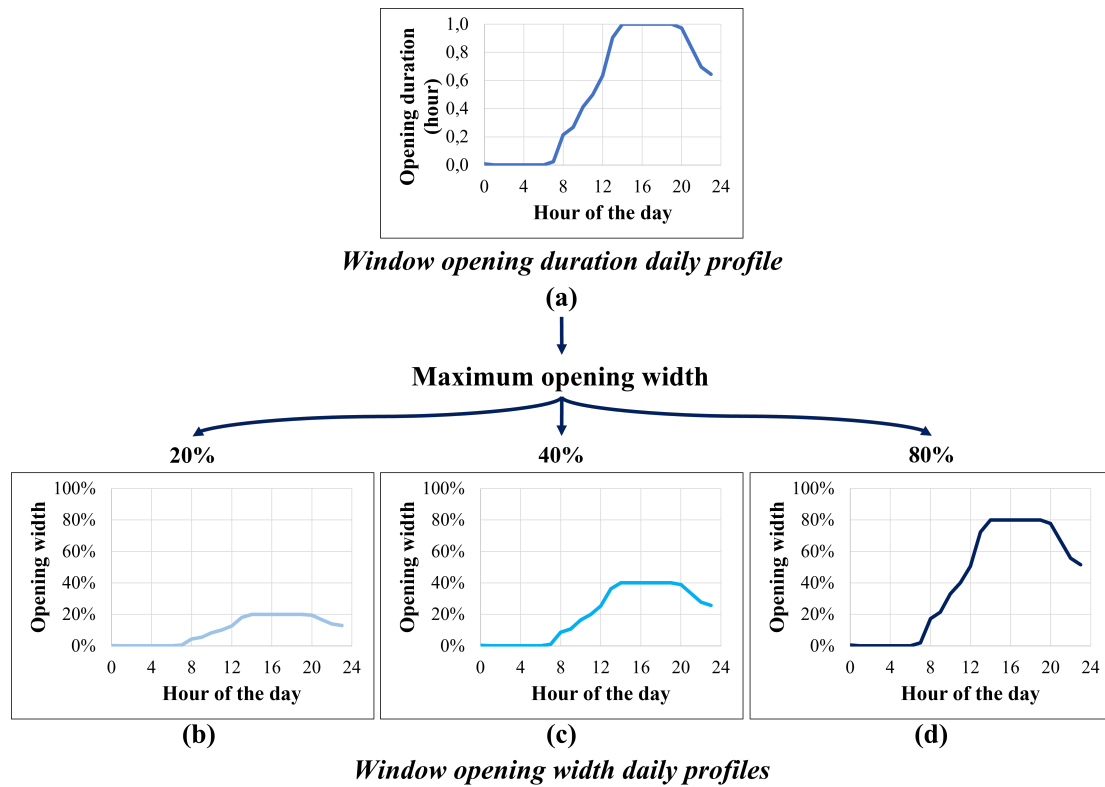 1,0
0,8
0,6
0,4
0,2
0,0
Opening duration
(hour)
0 4 8 12 16 20 24
Hour of the day
Window opening duration daily profile
(a)
Maximum opening width
20% 40% 80%
100%
80%
60%
40%
20%
0%
Opening width
0 4 8 12 16 20 24
Hour of the day
(b)
100%
80%
60%
40%
20%
0%
Opening width
0 4 8 12 16 20 24
Hour of the day
(c)
100%
80%
60%
40%
20%
0%
Opening width
0 4 8 12 16 20 24
Hour of the day
(d)
Window opening width daily profiles